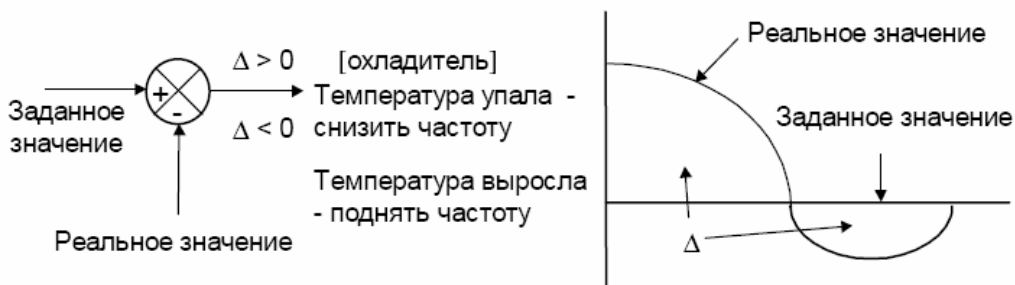 Δ > 0 [охладитель]
+
-
Заданное
значение
Температура упала -
Δ < 0 снизить частоту
Температура выросла
- поднять частоту
Реальное значение
Реальное значение
Заданное значение
Δ